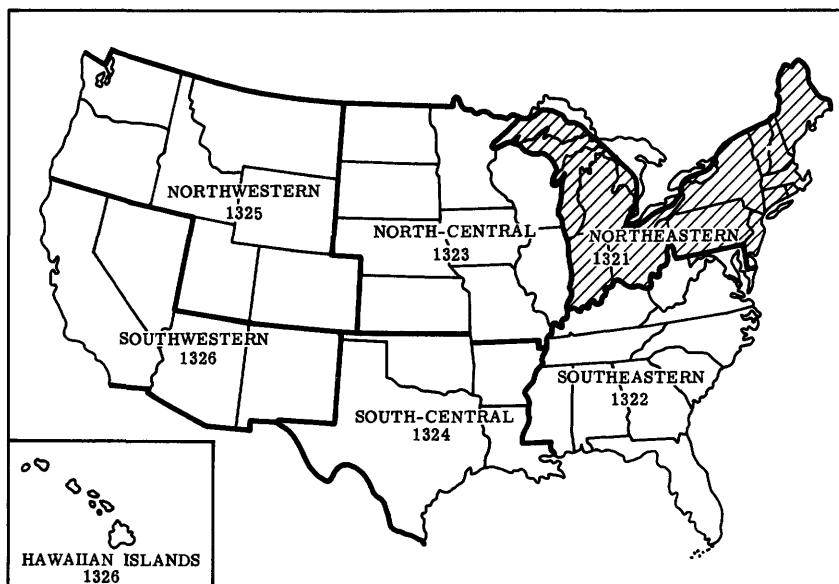 NORTHWESTERN
1325
NORTH-CENTRAL
1323
NORTHEASTERN
1321
SOUTHWESTERN
1326
SOUTHEASTERN
1322
SOUTH-CENTRAL
1324
HAWAIIAN ISLANDS
1326